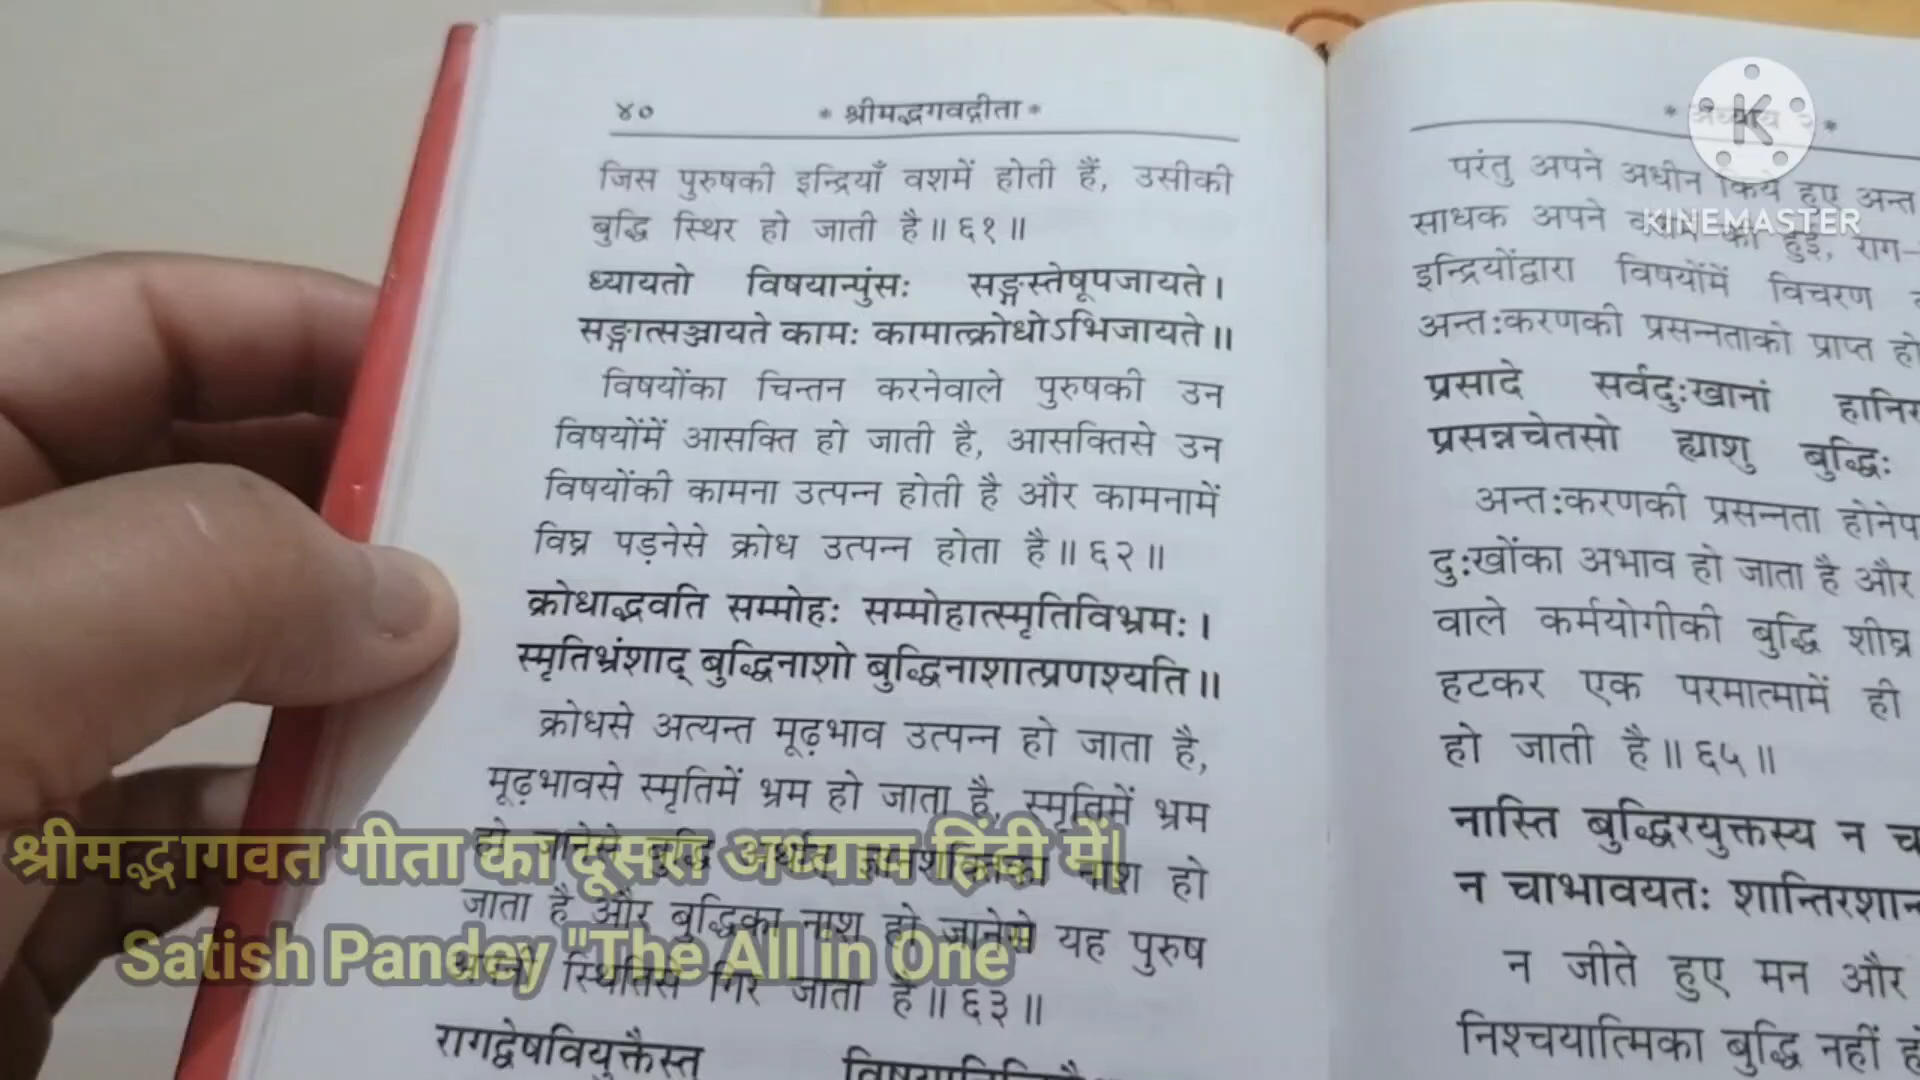 ४० * श्रीमद्भगवद्गीता *
जिस पुरुषकी इन्द्रियाँ वशमें होती हैं, उसीकी
बुद्धि स्थिर हो जाती है॥ ६१॥
ध्यायतो विषयान्पुंसः सङ्गस्तेषूपजायते।
सङ्गात्सञ्जायते कामः कामात्क्रोधोऽभिजायते॥
विषयोंका चिन्तन करनेवाले पुरुषकी उन
विषयोंमें आसक्ति हो जाती है, आसक्तिसे उन
विषयोंकी कामना उत्पन्न होती है और कामनामें
विघ्न पड़नेसे क्रोध उत्पन्न होता है॥ ६२॥
क्रोधाद्भवति सम्मोहः सम्मोहात्स्मृतिविभ्रमः।
स्मृतिभ्रंशाद् बुद्धिनाशो बुद्धिनाशात्प्रणश्यति॥
क्रोधसे अत्यन्त मूढ़भाव उत्पन्न हो जाता है,
मूढ़भावसे स्मृतिमें भ्रम हो जाता है, स्मृतिमें भ्रम
हो जानेसे बुद्धि अर्थात् ज्ञानशक्तिका नाश हो
जाता है और बुद्धिका नाश हो जानेसे यह पुरुष
अपनी स्थितिसे गिर जाता है॥ ६३॥
रागद्वेषवियुक्तैस्तु
* अध्याय २ *
परंतु अपने अधीन किये हुए
साधक अपने की हुई, राग-
इन्द्रियोंद्वारा विषयोंमें विचरण
अन्तःकरणकी प्रसन्नताको प्राप्त
प्रसादे सर्वदुःखानां
प्रसन्नचेतसो ह्याशु बुद्धिः
अन्तःकरणकी प्रसन्नता
दुःखोंका अभाव हो जाता है और
वाले कर्मयोगीकी बुद्धि शीघ्र
हटकर एक परमात्मामें ही
हो जाती है॥ ६५॥
नास्ति बुद्धिरयुक्तस्य न
न चाभावयतः
न जीते हुए मन और
निश्चयात्मिका बुद्धि नहीं
K
KINEMASTER
श्रीमद्भागवत गीता का दूसरा अध्याय हिंदी में|
Satish Pandey "The All in One